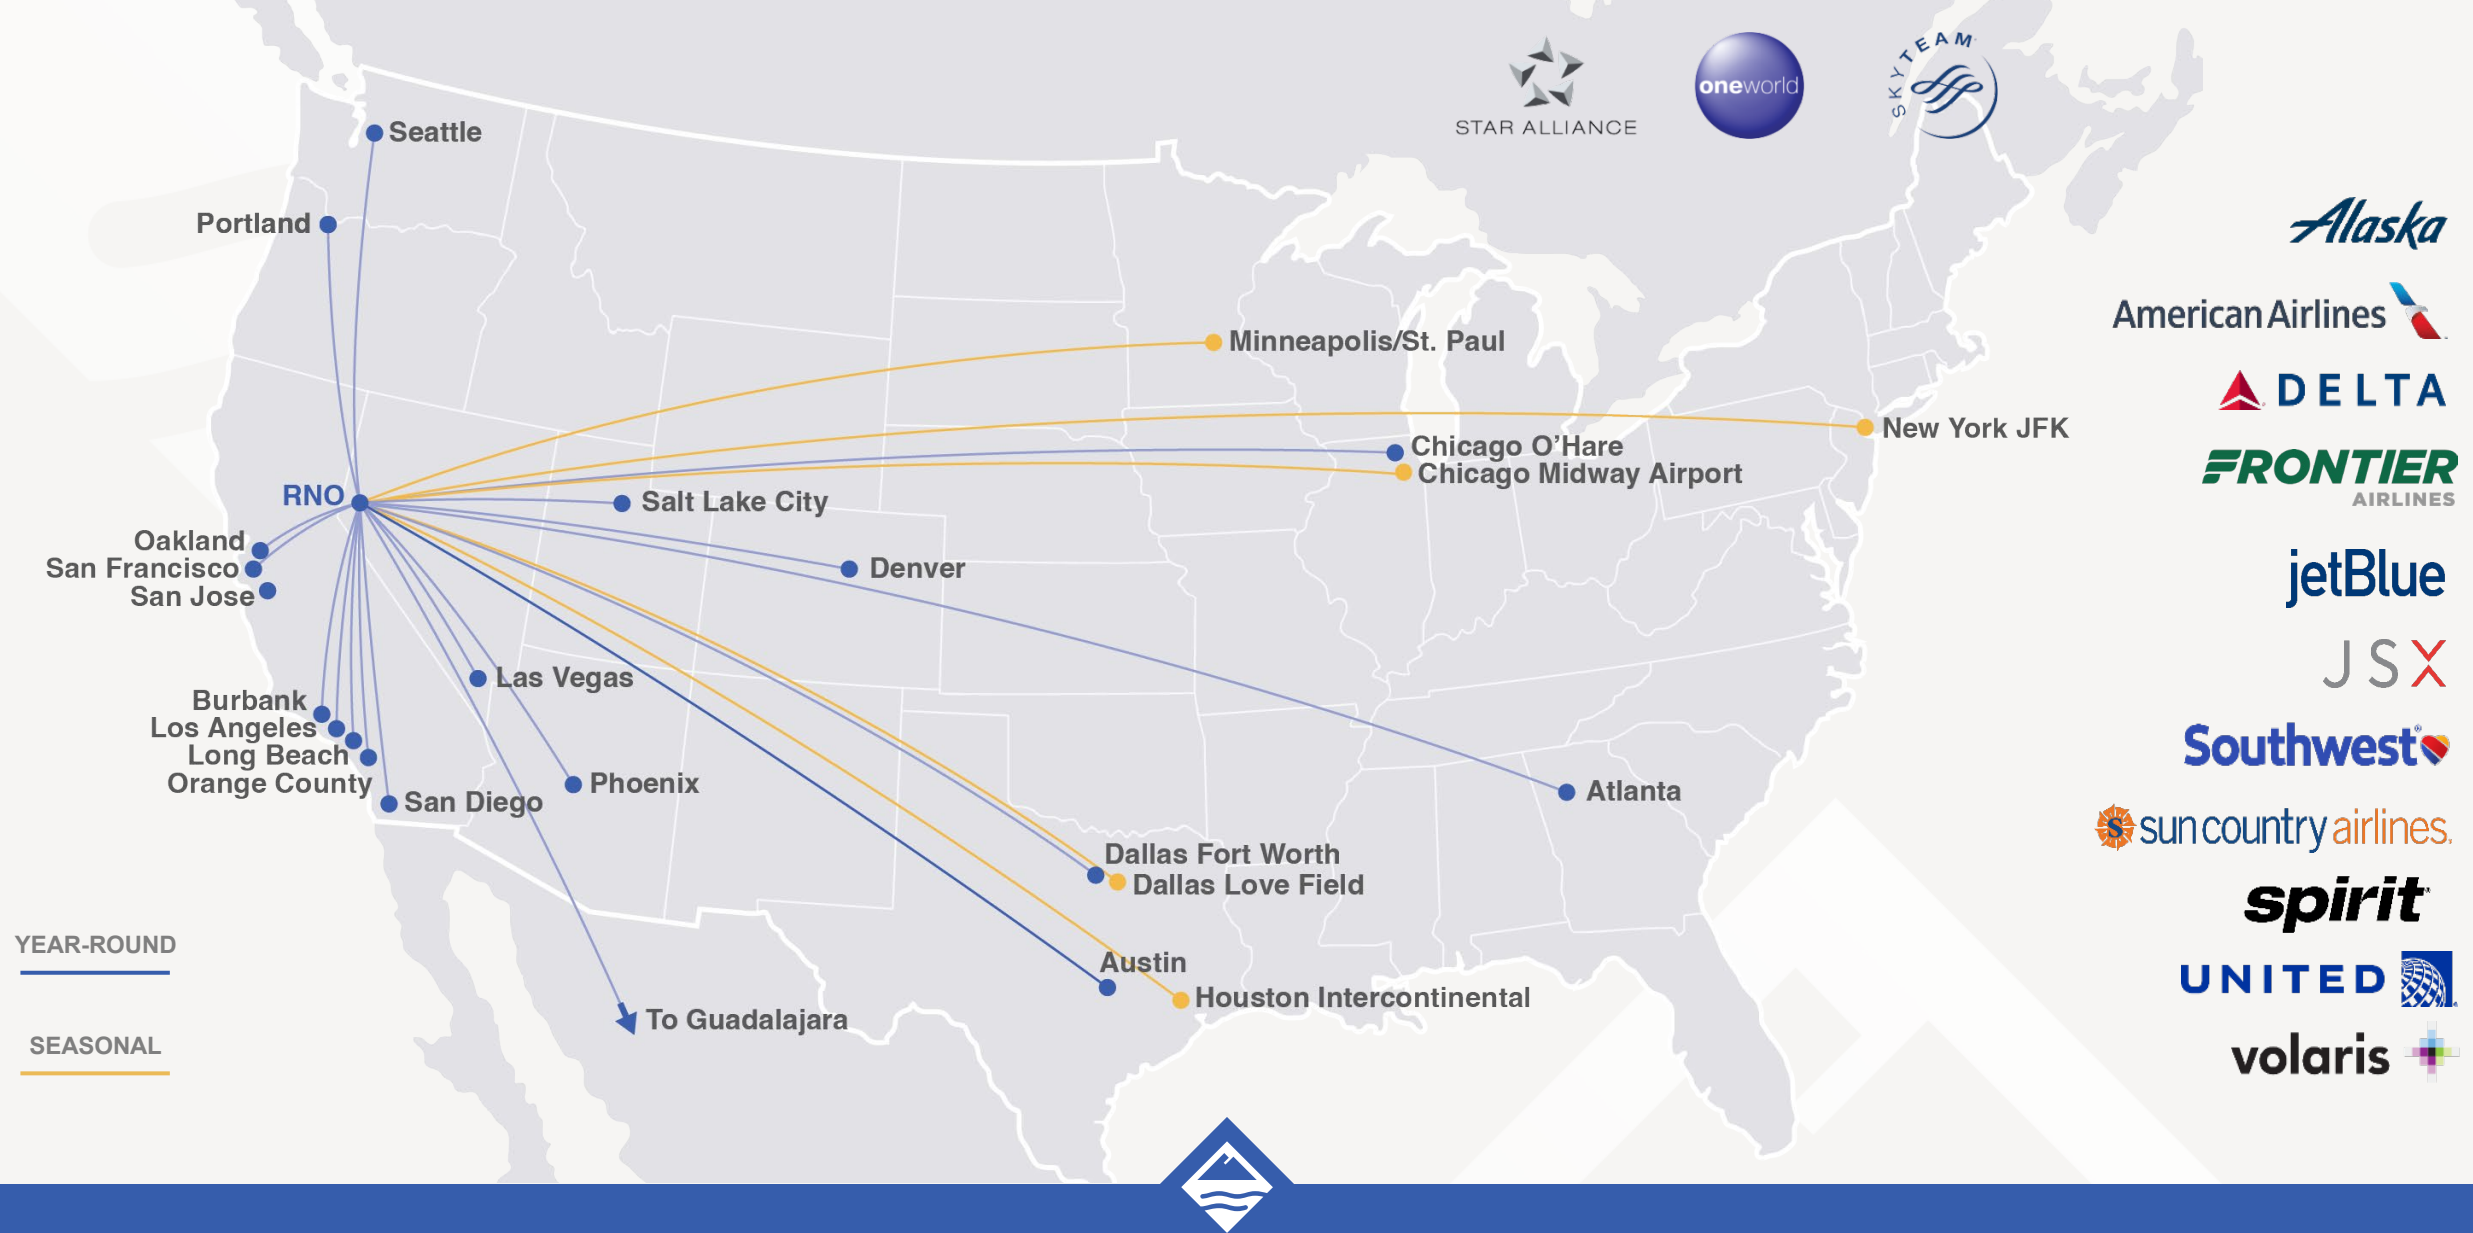 STAR ALLIANCE
oneworld
SKYTEAM
Seattle
Portland
Alaska
American Airlines
Minneapolis/St. Paul
DELTA
New York JFK
Chicago O’Hare
Chicago Midway Airport
FRONTIER
AIRLINES
RNO
Salt Lake City
Oakland
San Francisco
San Jose
Denver
jetBlue
JSX
Las Vegas
Burbank
Los Angeles
Long Beach
Orange County
San Diego
Phoenix
Atlanta
Southwest
sun country airlines
Dallas Fort Worth
Dallas Love Field
spirit
YEAR-ROUND
Austin
Houston Intercontinental
UNITED
To Guadalajara
SEASONAL
volaris